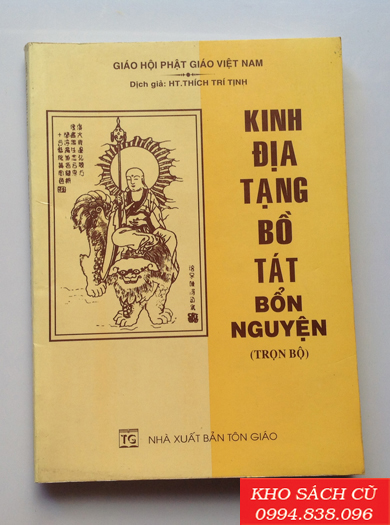 GIÁO HỘI PHẬT GIÁO VIỆT NAM
Dịch giả: HT.THÍCH TRÍ TỊNH
KINH
ĐỊA
TẠNG
BỒ
TÁT
BỔN
NGUYỆN
(TRỌN BỘ)
TG
NHÀ XUẤT BẢN TÔN GIÁO
KHO SÁCH CŨ
0994.838.096